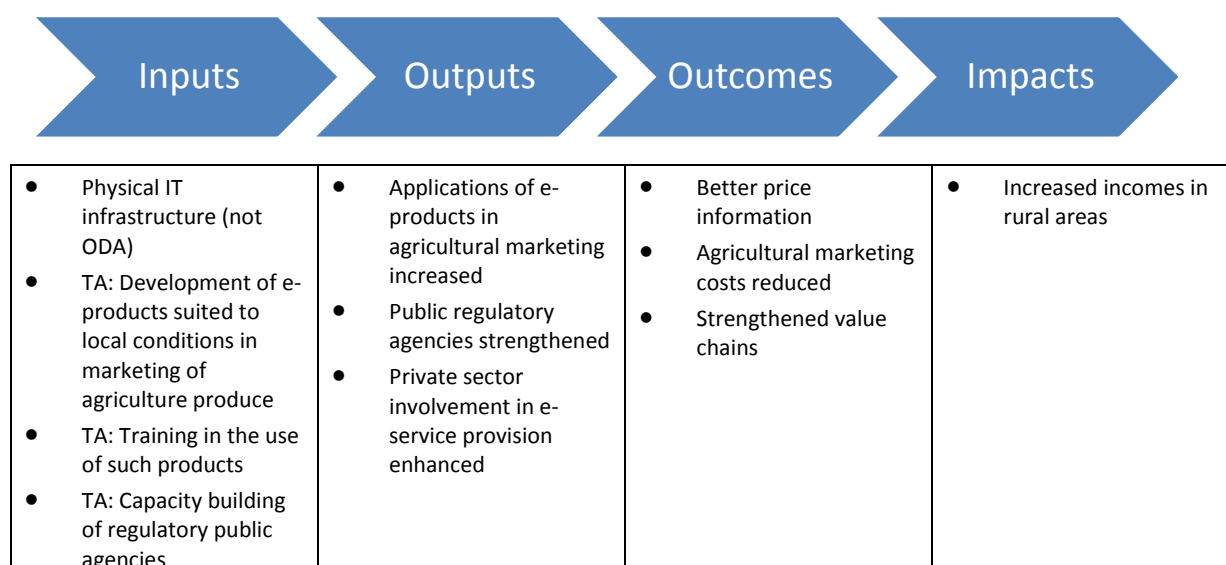 Inputs
Outputs
Outcomes
Impacts
● Physical IT
infrastructure (not
ODA)
● TA: Development of e-
products suited to
local conditions in
marketing of
agriculture produce
● TA: Training in the use
of such products
● TA: Capacity building
of regulatory public
agencies
● Applications of e-
products in
agricultural marketing
increased
● Public regulatory
agencies strengthened
● Private sector
involvement in e-
service provision
enhanced
● Better price
information
● Agricultural marketing
costs reduced
● Strengthened value
chains
● Increased incomes in
rural areas